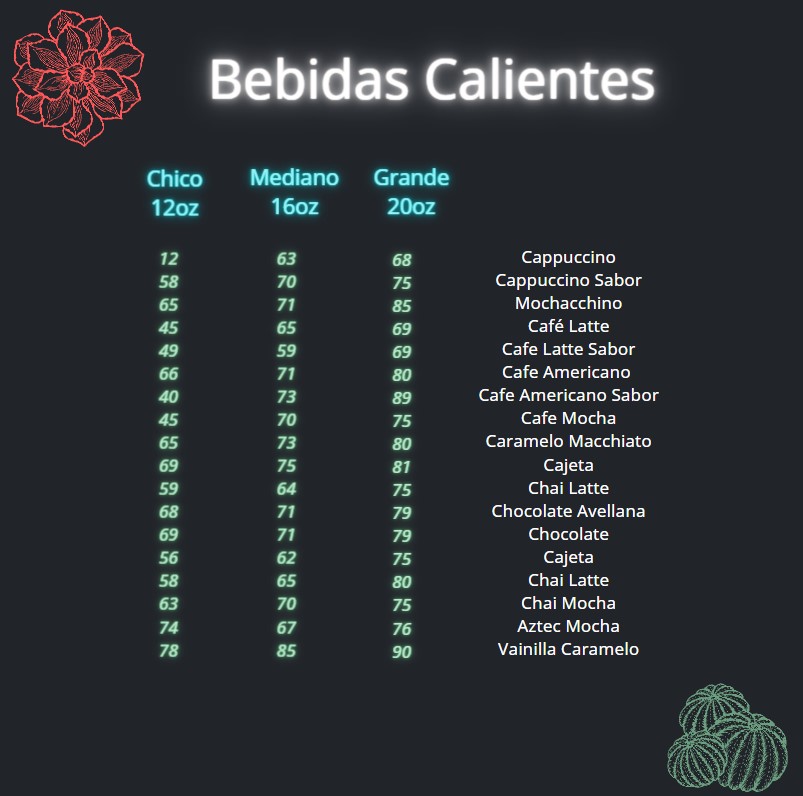 Bebidas Calientes
Chico Mediano Grande
12oz 16oz 20oz
12 63 68 Cappuccino
58 70 75 Cappuccino Sabor
65 71 85 Mochacchino
45 65 69 Café Latte
49 59 69 Cafe Latte Sabor
66 71 80 Cafe Americano
40 73 89 Cafe Americano Sabor
45 70 75 Cafe Mocha
65 73 80 Caramelo Macchiato
69 75 81 Cajeta
59 64 75 Chai Latte
68 71 79 Chocolate Avellana
69 71 79 Chocolate
56 62 75 Cajeta
58 65 80 Chai Latte
63 70 75 Chai Mocha
74 67 76 Aztec Mocha
78 85 90 Vainilla Caramelo